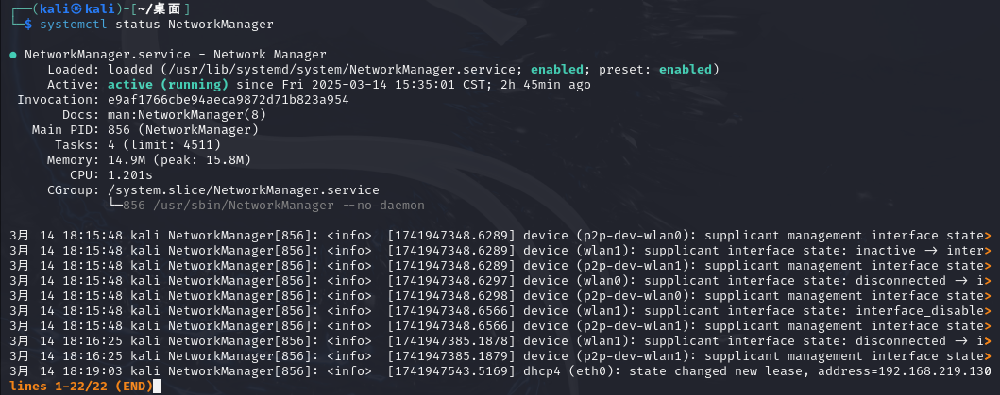 ┌──(kali㉿kali)-[~/桌面]
└─$ systemctl status NetworkManager
● NetworkManager.service - Network Manager
Loaded: loaded (/usr/lib/systemd/system/NetworkManager.service; enabled; preset: enabled)
Active: active (running) since Fri 2025-03-14 15:35:01 CST; 2h 45min ago
Invocation: e9af1766cbe94aeca9872d71b823a954
Docs: man:NetworkManager(8)
Main PID: 856 (NetworkManager)
Tasks: 4 (limit: 4511)
Memory: 14.9M (peak: 15.8M)
CPU: 1.201s
CGroup: /system.slice/NetworkManager.service
└─856 /usr/sbin/NetworkManager --no-daemon
3月 14 18:15:48 kali NetworkManager[856]: <info> [1741947348.6289] device (p2p-dev-wlan0): supplicant management interface state>
3月 14 18:15:48 kali NetworkManager[856]: <info> [1741947348.6289] device (wlan1): supplicant interface state: inactive -> inter>
3月 14 18:15:48 kali NetworkManager[856]: <info> [1741947348.6289] device (p2p-dev-wlan1): supplicant management interface state>
3月 14 18:15:48 kali NetworkManager[856]: <info> [1741947348.6297] device (wlan0): supplicant interface state: disconnected -> i>
3月 14 18:15:48 kali NetworkManager[856]: <info> [1741947348.6298] device (p2p-dev-wlan0): supplicant management interface state>
3月 14 18:15:48 kali NetworkManager[856]: <info> [1741947348.6566] device (wlan1): supplicant interface state: interface_disable>
3月 14 18:15:48 kali NetworkManager[856]: <info> [1741947348.6566] device (p2p-dev-wlan1): supplicant management interface state>
3月 14 18:16:25 kali NetworkManager[856]: <info> [1741947385.1878] device (wlan1): supplicant interface state: disconnected -> i>
3月 14 18:16:25 kali NetworkManager[856]: <info> [1741947385.1879] device (p2p-dev-wlan1): supplicant management interface state>
3月 14 18:19:03 kali NetworkManager[856]: <info> [1741947543.5169] dhcp4 (eth0): state changed new lease, address=192.168.219.130
lines 1-22/22 (END)